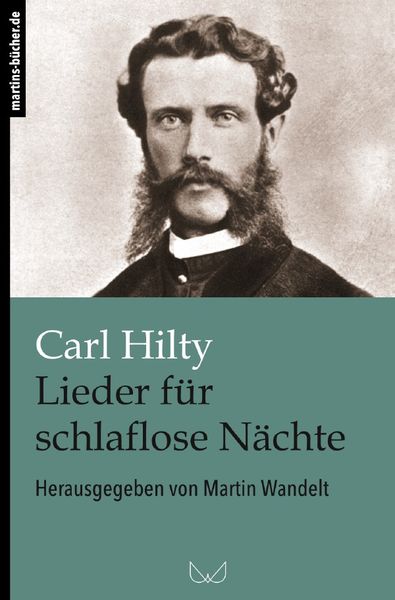 martins-bücher.de
Carl Hilty
Lieder für
schlaflose Nächte
Herausgegeben von Martin Wandelt